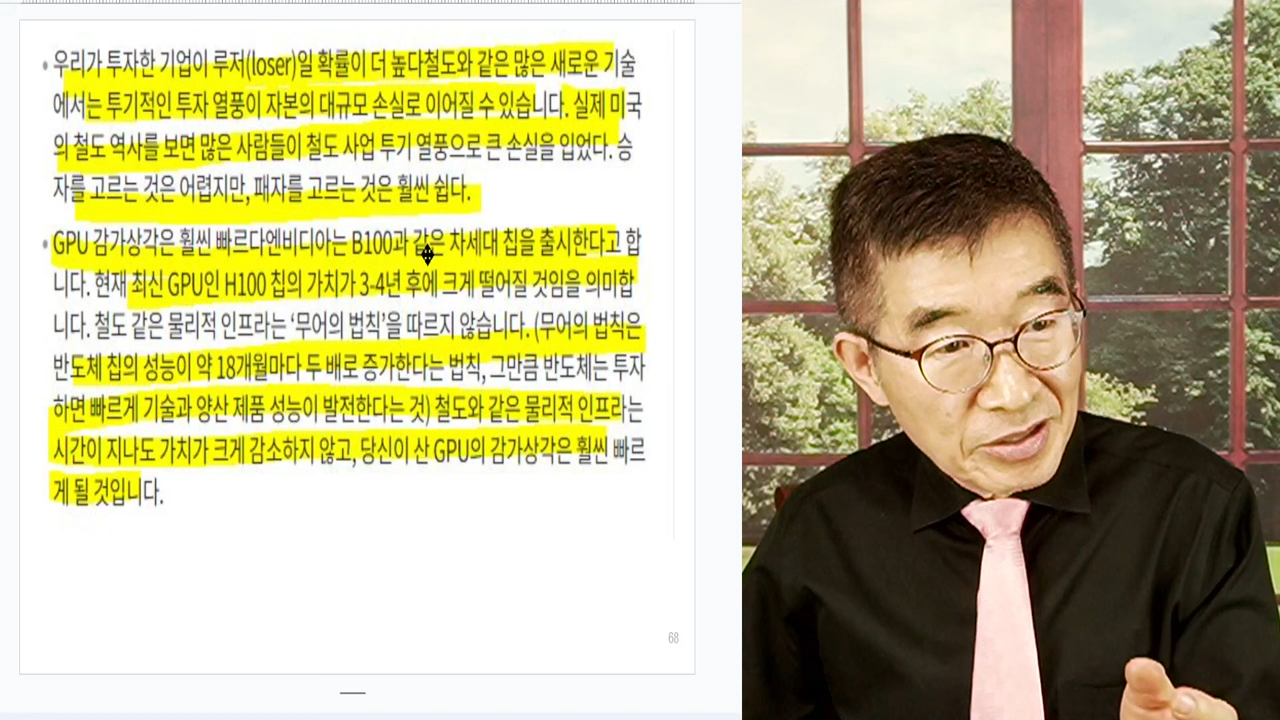 • 우리가 투자한 기업이 루저(loser)일 확률이 더 높다철도와 같은 많은 새로운 기술
에서는 투기적인 투자 열풍이 자본의 대규모 손실로 이어질 수 있습니다. 실제 미국
의 철도 역사를 보면 많은 사람들이 철도 사업 투기 열풍으로 큰 손실을 입었다. 승
자를 고르는 것은 어렵지만, 패자를 고르는 것은 훨씬 쉽다.
• GPU 감가상각은 훨씬 빠르다엔비디아는 B100과 같은 차세대 칩을 출시한다고 합
니다. 현재 최신 GPU인 H100 칩의 가치가 3-4년 후에 크게 떨어질 것임을 의미합
니다. 철도 같은 물리적 인프라는 ‘무어의 법칙’을 따르지 않습니다. (무어의 법칙은
반도체 칩의 성능이 약 18개월마다 두 배로 증가한다는 법칙, 그만큼 반도체는 투자
하면 빠르게 기술과 양산 제품 성능이 발전한다는 것) 철도와 같은 물리적 인프라는
시간이 지나도 가치가 크게 감소하지 않고, 당신이 산 GPU의 감가상각은 훨씬 빠르
게 될 것입니다.
68